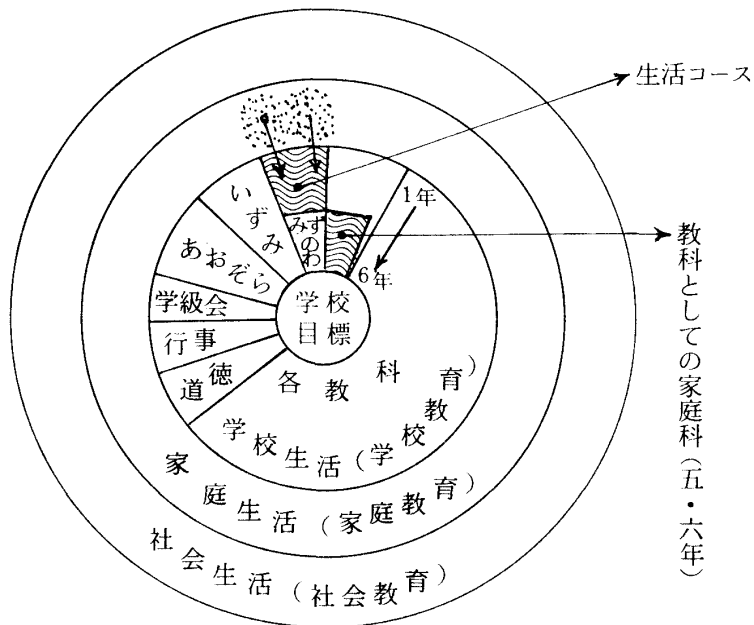 生活コース
1年
6年
いずみ
みずのわ
あおぞら
学級会
行事
道徳
学校
目標
各教科
学校生活(学校教育)
家庭生活(家庭教育)
社会生活(社会教育)
教科としての家庭科(五・六年)